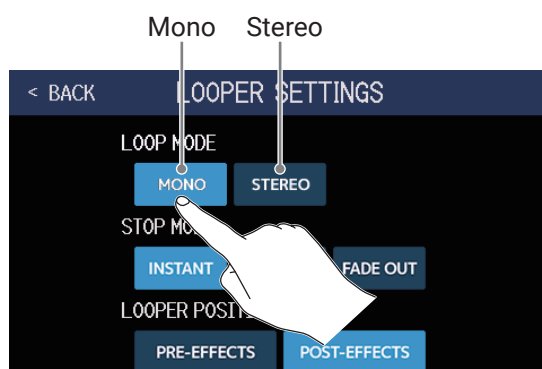 Mono Stereo
< BACK LOOPER SETTINGS
LOOP MODE
MONO STEREO
STOP
INSTANT FADE OUT
LOOPER
PRE-EFFECTS POST-EFFECTS